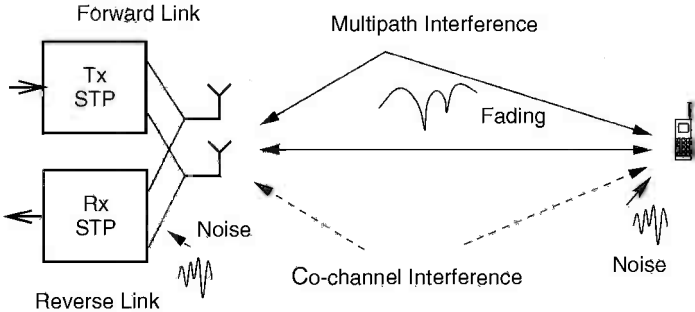 Forward Link
Multipath Interference
Tx
STP
Fading
Rx
STP
Noise
Noise
Co-channel Interference
Reverse Link